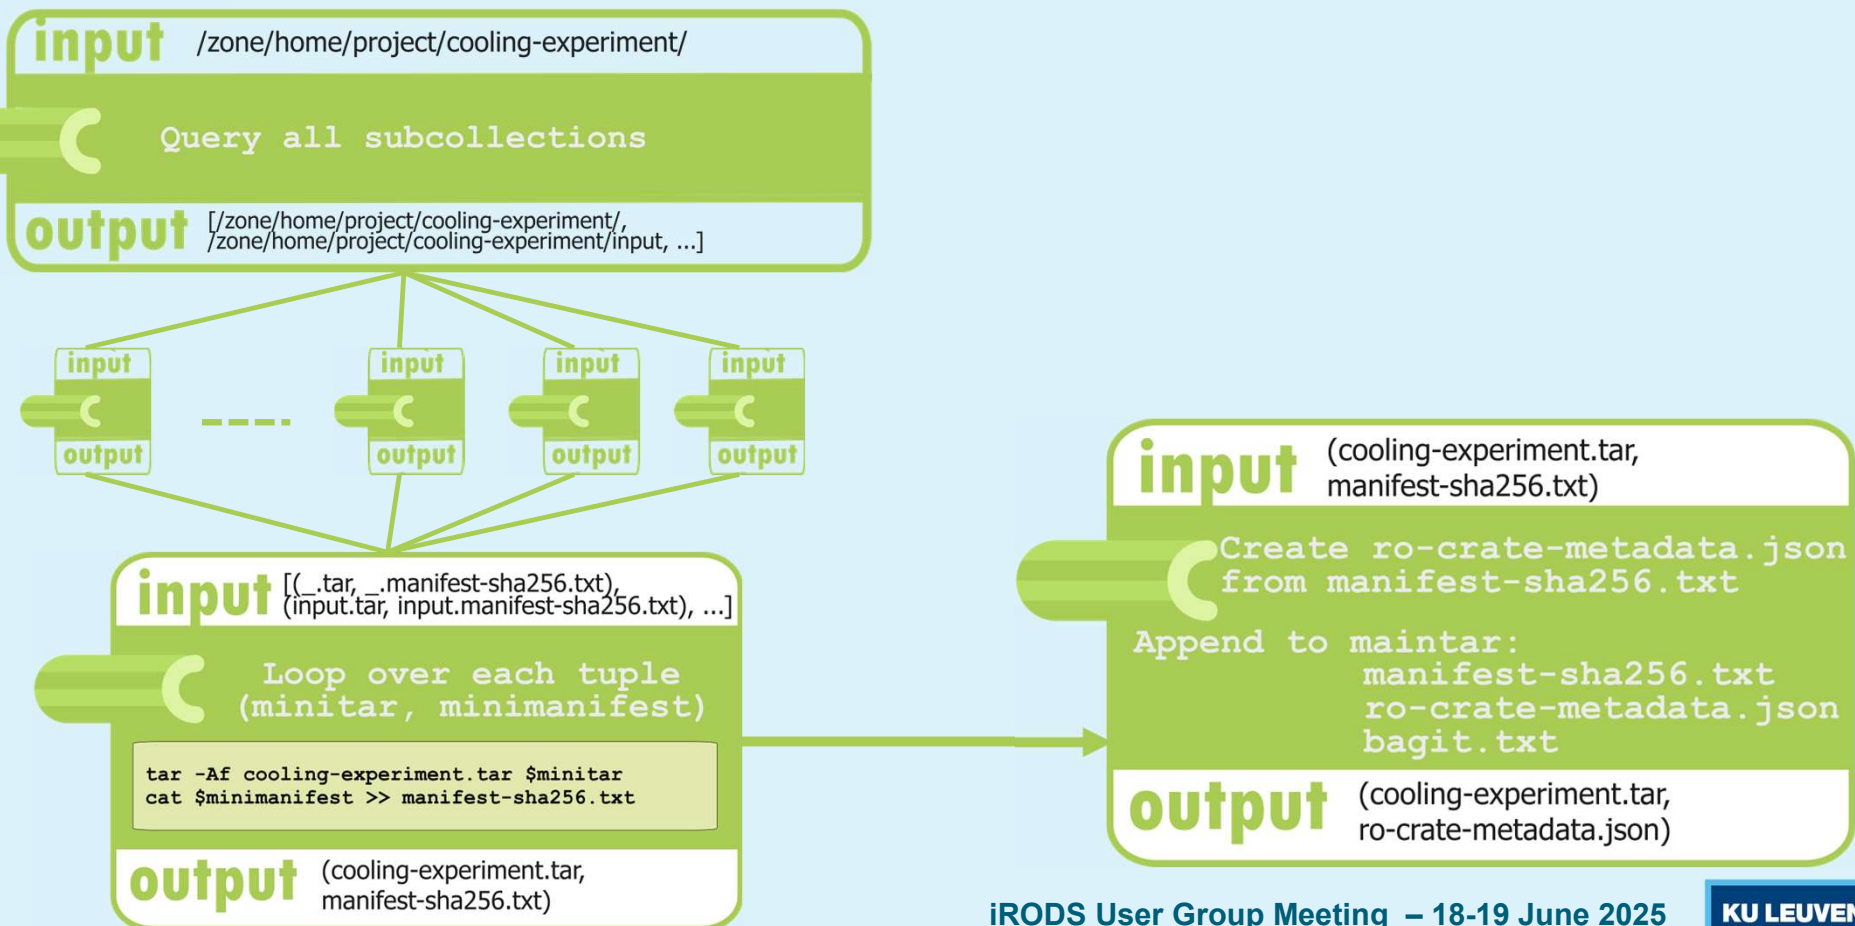 input /zone/home/project/cooling-experiment/
Query all subcollections
output [/zone/home/project/cooling-experiment/,
/zone/home/project/cooling-experiment/input, ...]
input input input input
output output output output
input [(_.tar, _.manifest-sha256.txt),
(input.tar, input.manifest-sha256.txt), ...]
Loop over each tuple
(minitar, minimanifest)
tar -Af cooling-experiment.tar $minitar
cat $minimanifest >> manifest-sha256.txt
output (cooling-experiment.tar,
manifest-sha256.txt)
input (cooling-experiment.tar,
manifest-sha256.txt)
Create ro-crate-metadata.json
from manifest-sha256.txt
Append to maintar:
manifest-sha256.txt
ro-crate-metadata.json
bagit.txt
output (cooling-experiment.tar,
ro-crate-metadata.json)
iRODS User Group Meeting – 18-19 June 2025
KU LEUVEN